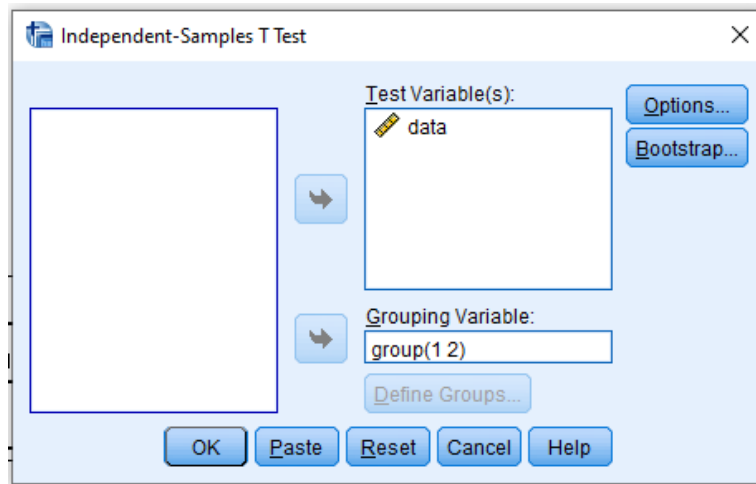 Independent-Samples T Test
Test Variable(s):
data
Options...
Bootstrap...
Grouping Variable:
group(1 2)
Define Groups...
OK Paste Reset Cancel Help